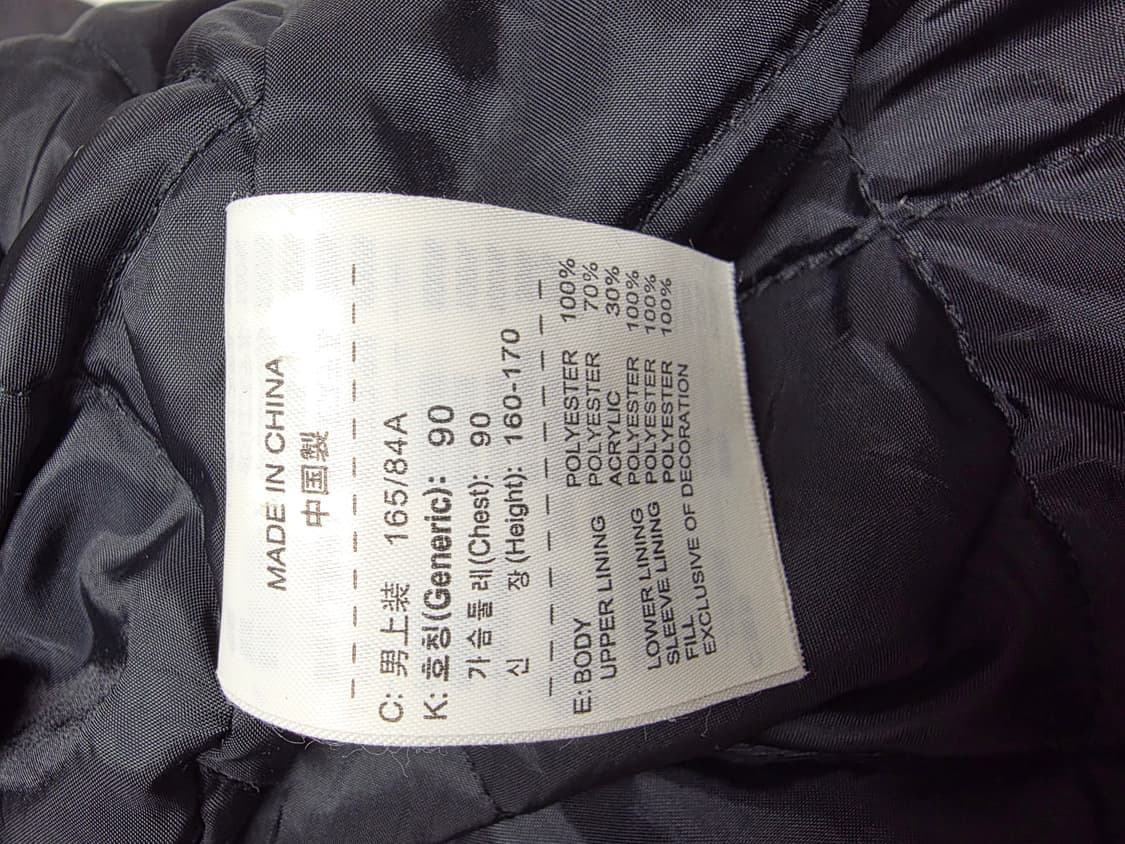 MADE IN CHINA
中国製
C: 男上装 165/84A
K: 호칭(Generic): 90
가슴둘레(Chest): 90
신 장(Height): 160-170
E: BODY POLYESTER 100%
UPPER LINING POLYESTER 70%
ACRYLIC 30%
LOWER LINING POLYESTER 100%
SLEEVE LINING POLYESTER 100%
FILL POLYESTER 100%
EXCLUSIVE OF DECORATION